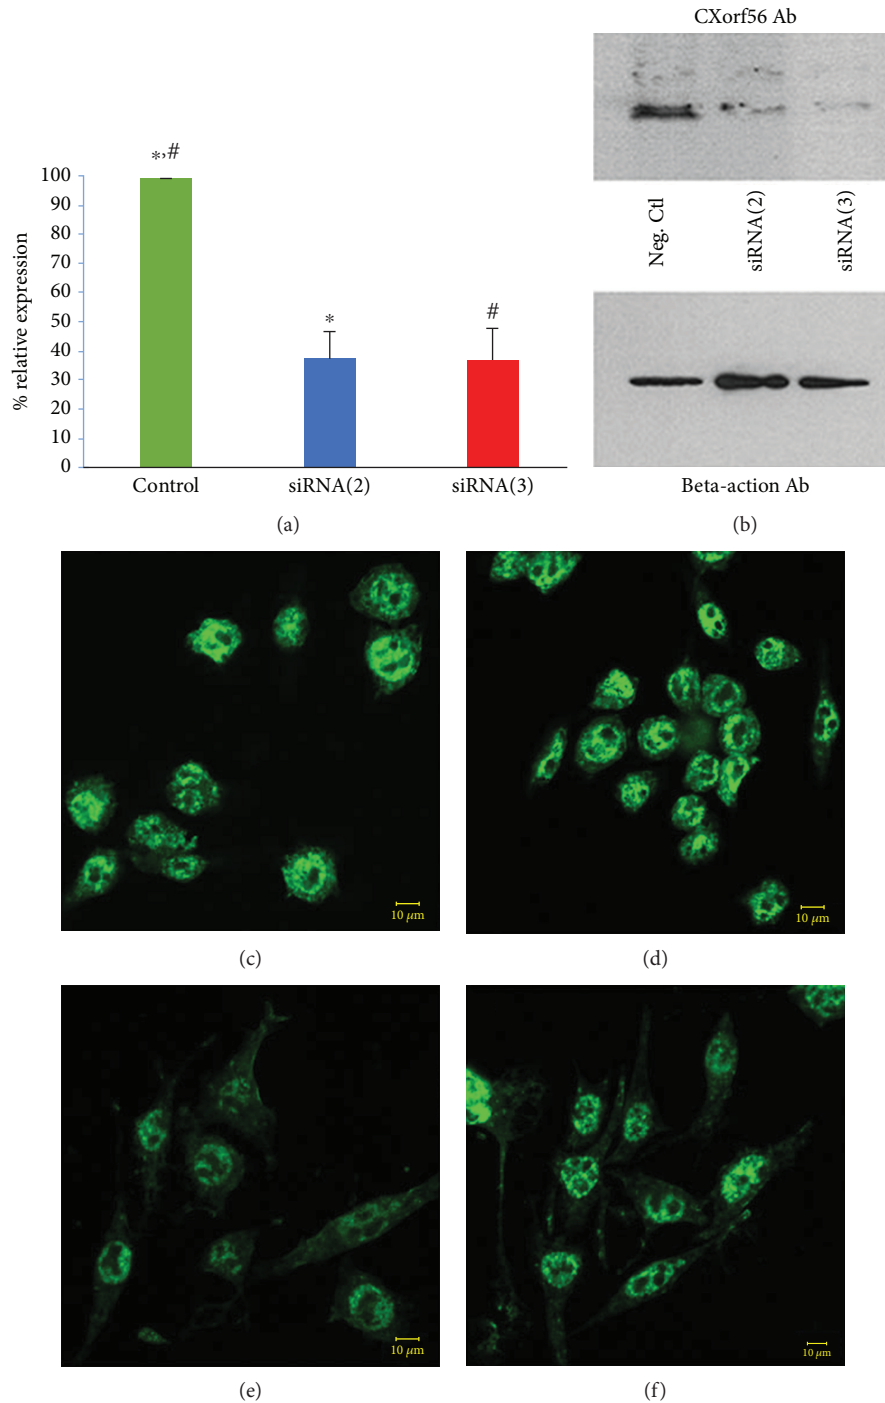 CXorf56 Ab
*,#
100
90
80
70
60
50
40
30
20
10
0
% relative expression
*
#
Control
siRNA(2)
siRNA(3)
(a)
Neg. Ctl
siRNA(2)
siRNA(3)
Beta-action Ab
(b)
10 μm
(c)
10 μm
(d)
10 μm
(e)
10 μm
(f)